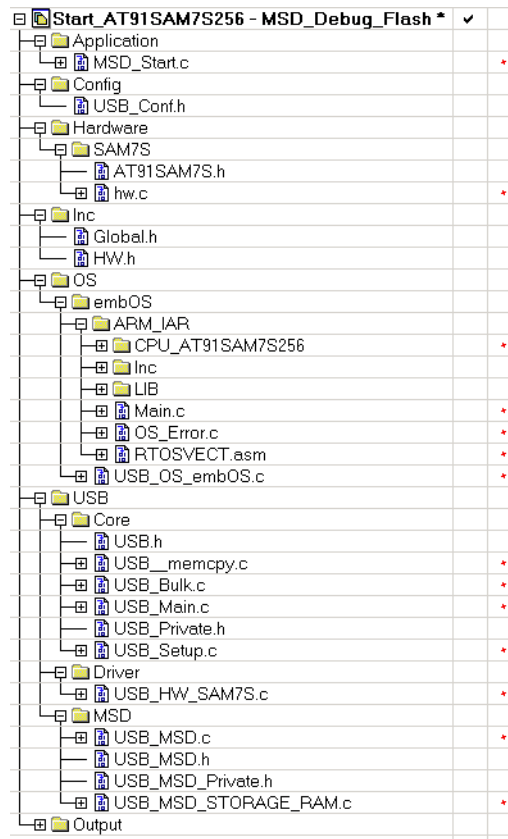 Start_AT91SAM7S256 - MSD_Debug_Flash *
Application
MSD_Start.c
Config
USB_Conf.h
Hardware
SAM7S
AT91SAM7S.h
hw.c
Inc
Global.h
HW.h
OS
embOS
ARM_IAR
CPU_AT91SAM7S256
Inc
LIB
Main.c
OS_Error.c
RTOSVECT.asm
USB_OS_embOS.c
USB
Core
USB.h
USB__memcpy.c
USB_Bulk.c
USB_Main.c
USB_Private.h
USB_Setup.c
Driver
USB_HW_SAM7S.c
MSD
USB_MSD.c
USB_MSD.h
USB_MSD_Private.h
USB_MSD_STORAGE_RAM.c
Output